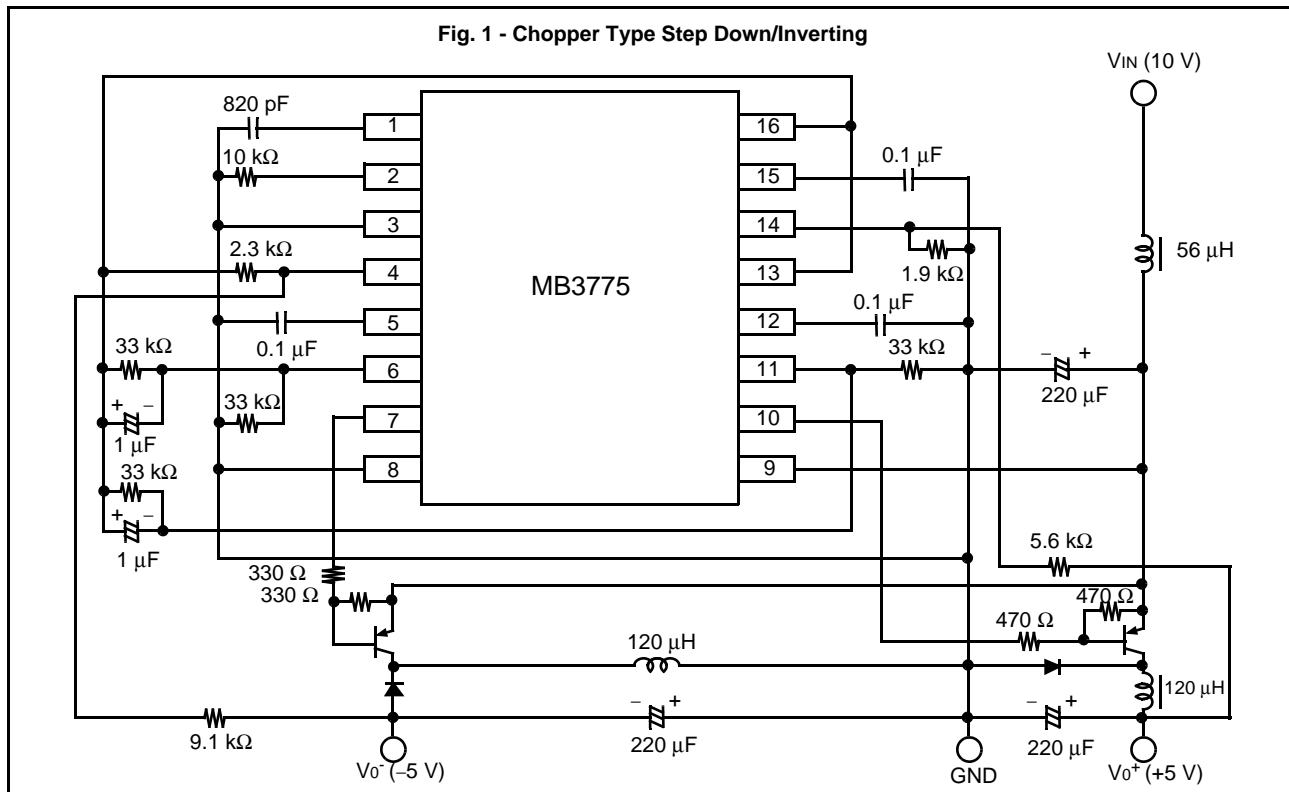 Fig. 1 - Chopper Type Step Down/Inverting
VIN (10 V)
820 pF
1
16
10 kΩ
0.1 µF
2
15
3
14
2.3 kΩ
56 µH
4
13
1.9 kΩ
MB3775
0.1 µF
5
12
33 kΩ
0.1 µF
33 kΩ
6
11
– +
220 µF
33 kΩ
+ –
7
10
1 µF
33 kΩ
8
9
+ –
1 µF
5.6 kΩ
330 Ω
330 Ω
470 Ω
470 Ω
120 µH
120 µH
– +
– +
9.1 kΩ
220 µF
220 µF
V0- (–5 V)
GND
V0+ (+5 V)